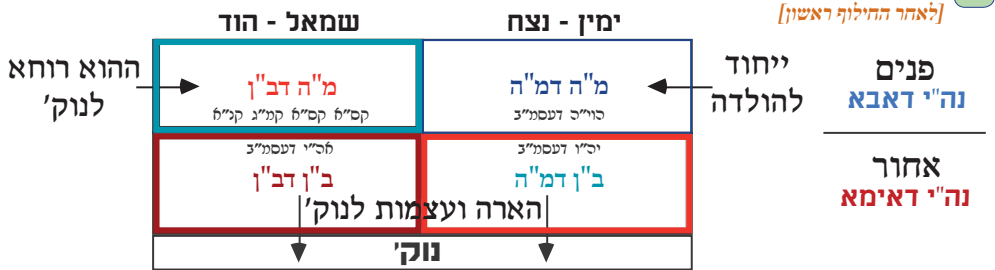 [לאחר החילוף ראשון]
ימין - נצח
שמאל - הוד
פנים
נה"י דאבא
ייחוד
להולדה
מ"ה דמ"ה
הוי"ה דעסמ"ב
מ"ה דב"ן
קס"א קס"א קמ"ג קנ"א
ההוא רוחא
לנוק'
אחור
נה"י דאימא
יה"ו דעסמ"ב
ב"ן דמ"ה
אה"י דעסמ"ב
ב"ן דב"ן
הארה ועצמות לנוק'
נוק'